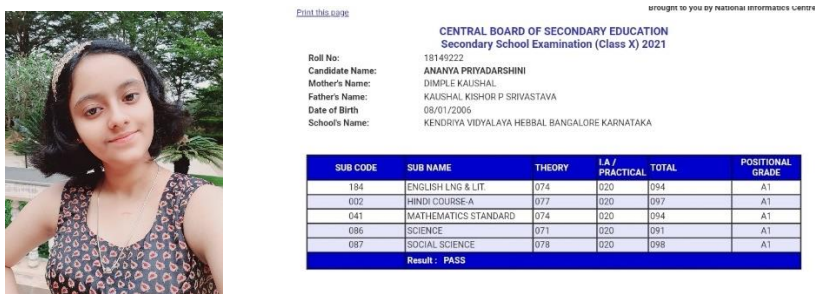 Print this page
Brought to you by National Informatics Centre
CENTRAL BOARD OF SECONDARY EDUCATION
Secondary School Examination (Class X) 2021
Roll No: 18149222
Candidate Name: ANANYA PRIYADARSHINI
Mother's Name: DIMPLE KAUSHAL
Father's Name: KAUSHAL KISHOR P SRIVASTAVA
Date of Birth 08/01/2006
School's Name: KENDRIYA VIDYALAYA HEBBAL BANGALORE KARNATAKA
SUB CODE SUB NAME THEORY I.A / PRACTICAL TOTAL POSITIONAL GRADE
184 ENGLISH LNG & LIT. 074 020 094 A1
002 HINDI COURSE-A 077 020 097 A1
041 MATHEMATICS STANDARD 074 020 094 A1
086 SCIENCE 071 020 091 A1
087 SOCIAL SCIENCE 078 020 098 A1
Result : PASS